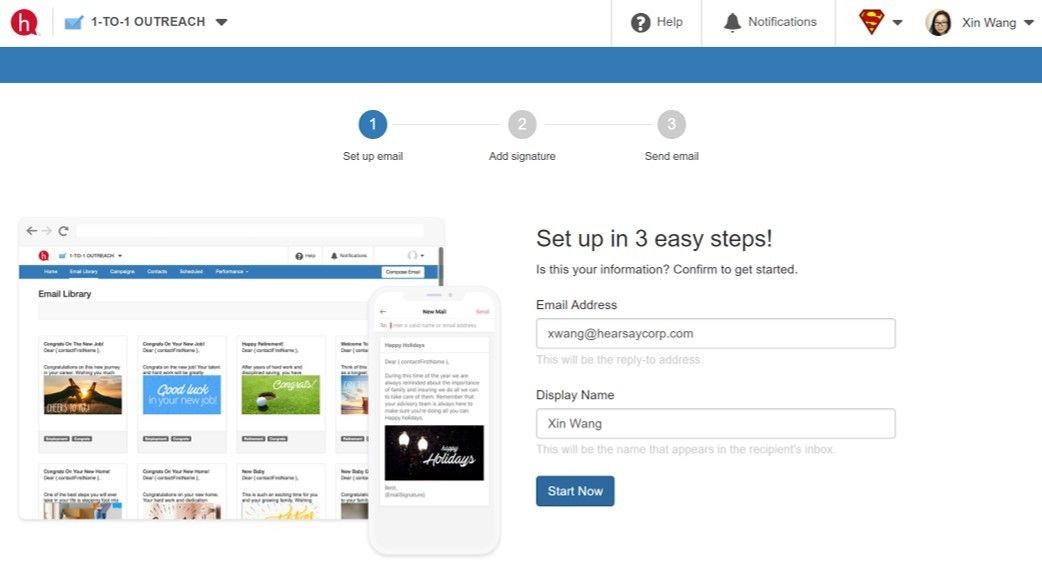 h
1-TO-1 OUTREACH
Help
Notifications
Xin Wang
1
2
3
Set up email
Add signature
Send email
h
1-TO-1 OUTREACH
Help
Notifications
Home
Email Library
Campaigns
Contacts
Scheduled
Performance
Compose Email
Email Library
Congrats On The New Job!
Dear { contactFirstName },
Congratulations on this new journey
in your career. Wishing you much
CHEERS TO YOU!
Employment
Congrats
Congrats On Your New Job!
Dear { contactFirstName },
Congrats on the new job! Your talent
and hard work are
Good luck
in your new job!
Employment
Congrats
Happy Retirement!
Dear { contactFirstName },
After years of hard work and
disciplined saving, you have
Congrats!
Retirement
Congrats
Welcome To
Dear { conta
Think of this
Retirement
Congrats On Your New Home!
Dear { contactFirstName },
One of the best steps you will ever
take in your life is stepping foot into
Congrats On Your New Home!
Dear { contactFirstName },
Congratulations on your new home.
Your hard work and dedication
New Baby
Dear { contactFirstName },
This is such an exciting time for you
and your growing family. Wishing
New Baby G
Dear { conta
Congratulatio
New Mail
Send
To:
Enter a valid name or email address
Happy Holidays
Dear { contactFirstName },
During this time of the year we are
always reminded about the importance
of family and insuring we do all we can
to take care of them. Remember that
your advisory team is always here to
make sure you're doing all you can.
Happy holidays.
happy
Holidays
Best,
{EmailSignature}
Set up in 3 easy steps!
Is this your information? Confirm to get started.
Email Address
xwang@hearsaycorp.com
This will be the reply-to address.
Display Name
Xin Wang
This will be the name that appears in the recipient's inbox.
Start Now